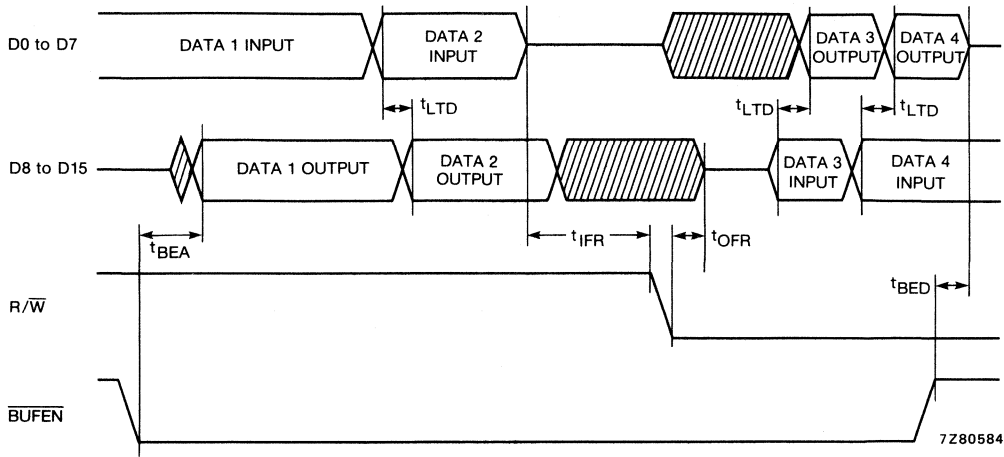 D0 to D7
DATA 1 INPUT
DATA 2
INPUT
DATA 3
OUTPUT
DATA 4
OUTPUT
tLTD
tLTD
tLTD
D8 to D15
DATA 1 OUTPUT
DATA 2
OUTPUT
DATA 3
INPUT
DATA 4
INPUT
tBEA
tIFR
tOFR
tBED
R/W̅
B̅U̅F̅E̅N̅
7Z80584